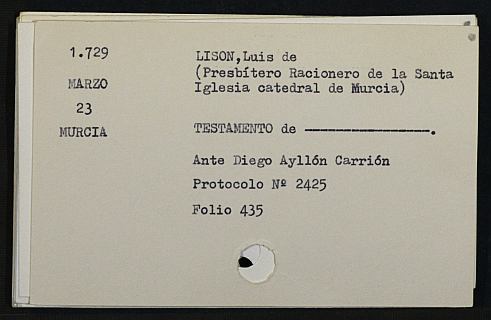 1.729
MARZO
23
MURCIA
LISON,Luis de
(Presbítero Racionero de la Santa
Iglesia catedral de Murcia)
TESTAMENTO de -------------------.
Ante Diego Ayllón Carrión
Protocolo Nº 2425
Folio 435